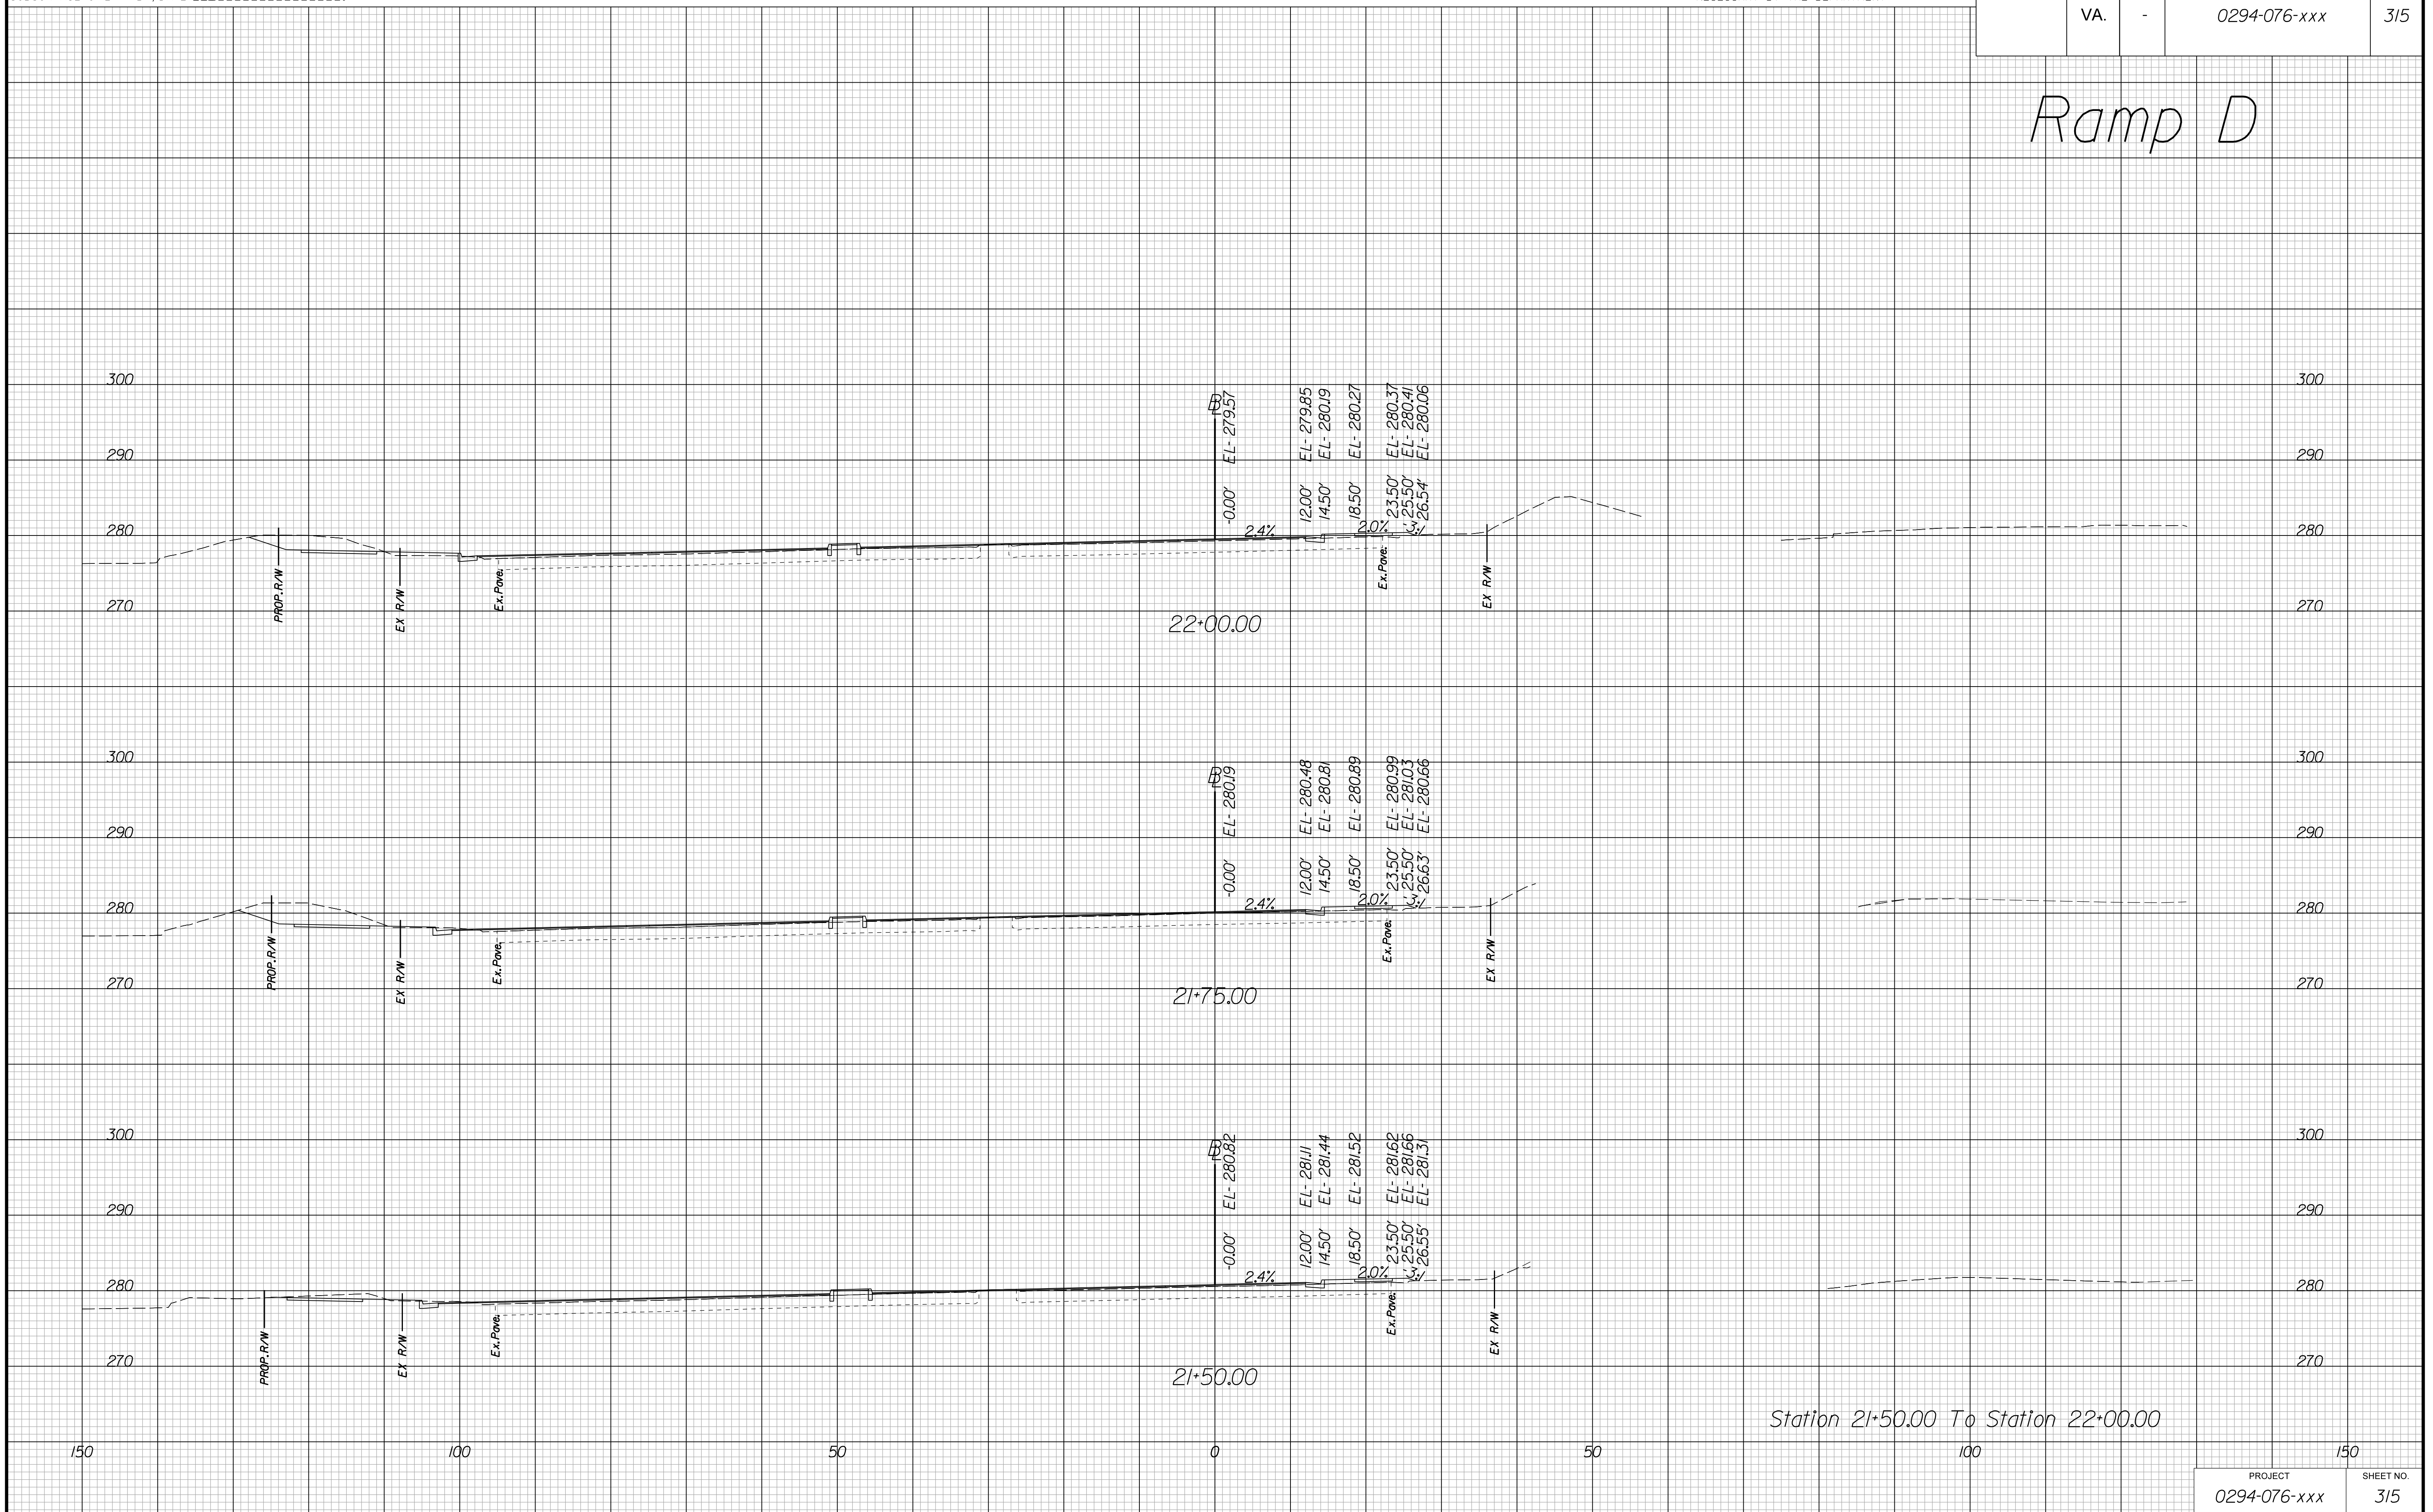 VA. - 0294-076-xxx 315
Ramp D
300 300
290 290
280 280
270 270
BL
-0.00' EL- 279.57
12.00' EL- 279.85
14.50' EL- 280.19
18.50' EL- 280.27
23.50' EL- 280.37
25.50' EL- 280.41
26.54' EL- 280.06
2.4% 2.0% 3:1
PROP.R/W
EX R/W
Ex.Pave.
Ex.Pave.
EX R/W
22+00.00
300 300
290 290
280 280
270 270
BL
-0.00' EL- 280.19
12.00' EL- 280.48
14.50' EL- 280.81
18.50' EL- 280.89
23.50' EL- 280.99
25.50' EL- 281.03
26.63' EL- 280.66
2.4% 2.0% 3:1
PROP.R/W
EX R/W
Ex.Pave.
Ex.Pave.
EX R/W
21+75.00
300 300
290 290
280 280
270 270
BL
-0.00' EL- 280.82
12.00' EL- 281.11
14.50' EL- 281.44
18.50' EL- 281.52
23.50' EL- 281.62
25.50' EL- 281.66
26.55' EL- 281.31
2.4% 2.0% 3:1
PROP.R/W
EX R/W
Ex.Pave.
Ex.Pave.
EX R/W
21+50.00
Station 21+50.00 To Station 22+00.00
150 100 50 0 50 100 150
PROJECT SHEET NO.
0294-076-xxx 315